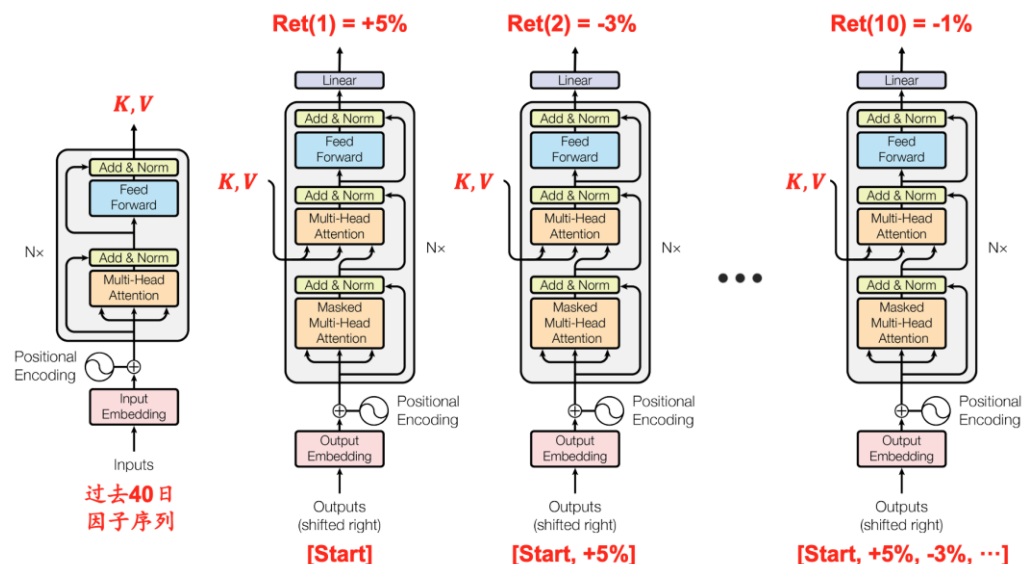 K, V
Add & Norm
Feed
Forward
N×
Add & Norm
Multi-Head
Attention
Positional
Encoding
Input
Embedding
Inputs
过去40日
因子序列
Ret(1) = +5%
Linear
Add & Norm
Feed
Forward
K, V
Add & Norm
Multi-Head
Attention
N×
Add & Norm
Masked
Multi-Head
Attention
Positional
Encoding
Output
Embedding
Outputs
(shifted right)
[Start]
Ret(2) = -3%
Linear
Add & Norm
Feed
Forward
K, V
Add & Norm
Multi-Head
Attention
N×
Add & Norm
Masked
Multi-Head
Attention
Positional
Encoding
Output
Embedding
Outputs
(shifted right)
[Start, +5%]
Ret(10) = -1%
Linear
Add & Norm
Feed
Forward
K, V
Add & Norm
Multi-Head
Attention
N×
Add & Norm
Masked
Multi-Head
Attention
Positional
Encoding
Output
Embedding
Outputs
(shifted right)
[Start, +5%, -3%, ⋯]